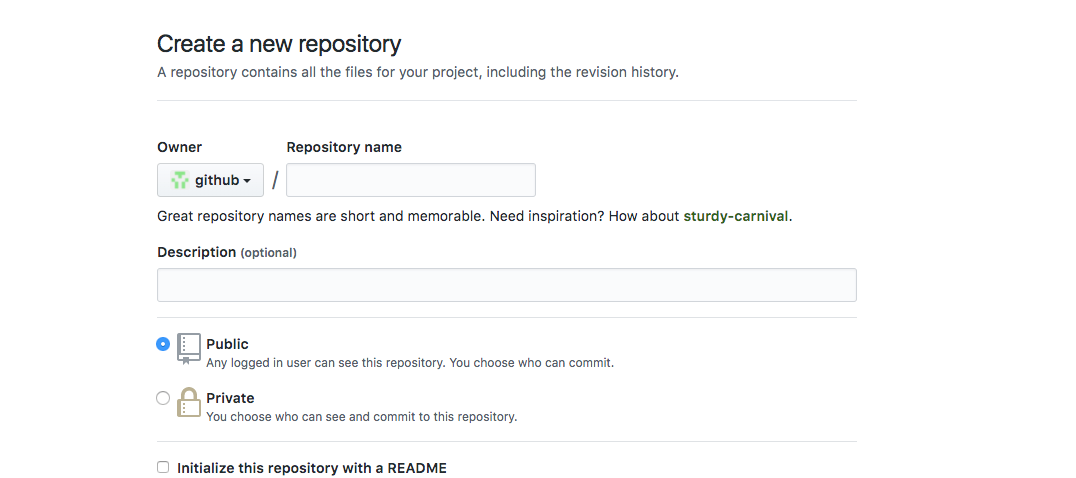 Create a new repository
A repository contains all the files for your project, including the revision history.
Owner
Repository name
github
/
Great repository names are short and memorable. Need inspiration? How about sturdy-carnival.
Description (optional)
Public
Any logged in user can see this repository. You choose who can commit.
Private
You choose who can see and commit to this repository.
Initialize this repository with a README